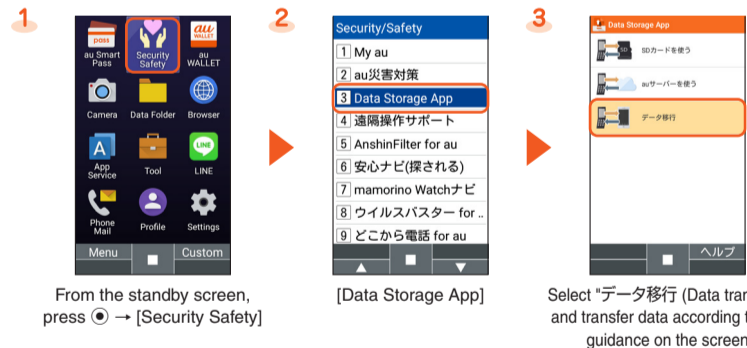 1
pass
au Smart
Pass
Security
Safety
au
WALLET
au
WALLET
Camera
Data Folder
Browser
A
App
Service
Tool
LINE
LINE
Phone
Mail
Profile
Settings
Menu
Custom
From the standby screen,
press → [Security Safety]
2
Security/Safety
1 My au
2 au災害対策
3 Data Storage App
4 遠隔操作サポート
5 AnshinFilter for au
6 安心ナビ(探される)
7 mamorino Watchナビ
8 ウイルスバスター for ..
9 どこから電話 for au
[Data Storage App]
3
Data Storage App
SD
SDカードを使う
auサーバーを使う
データ移行
ヘルプ
Select "データ移行 (Data tran
and transfer data according
guidance on the screen